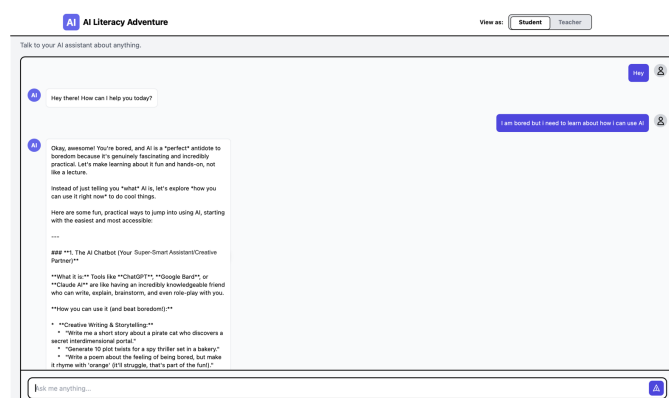 AI AI Literacy Adventure
View as: Student Teacher
Talk to your AI assistant about anything.
Hey
AI
Hey there! How can I help you today?
I am bored but i need to learn about how i can use AI
AI
Okay, awesome! You're bored, and AI is a *perfect* antidote to
boredom because it's genuinely fascinating and incredibly
practical. Let's make learning about it fun and hands-on, not
like a lecture.
Instead of just telling you *what* AI is, let's explore *how you
can use it right now* to do cool things.
Here are some fun, practical ways to jump into using AI, starting
with the easiest and most accessible:
---
### **1. The AI Chatbot (Your Super-Smart Assistant/Creative
Partner)**
**What it is:** Tools like **ChatGPT**, **Google Bard**, or
**Claude AI** are like having an incredibly knowledgeable friend
who can write, explain, brainstorm, and even role-play with you.
**How you can use it (and beat boredom!):**
* **Creative Writing & Storytelling:**
* "Write me a short story about a pirate cat who discovers a
secret interdimensional portal."
* "Generate 10 plot twists for a spy thriller set in a bakery."
* "Write a poem about the feeling of being bored, but make
it rhyme with 'orange' (it'll struggle, that's part of the fun!)."
Ask me anything...